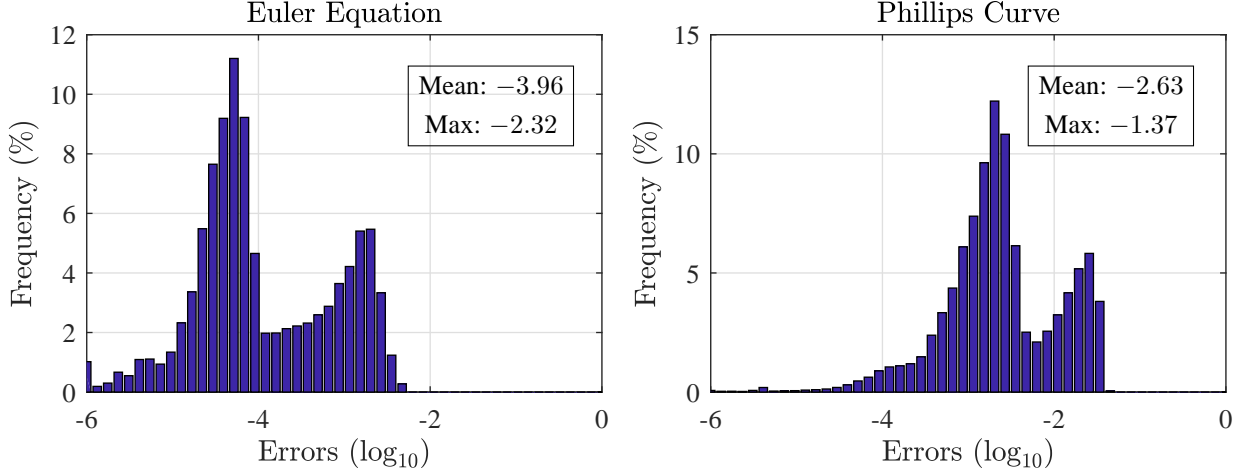 Euler Equation
12
10
8
6
4
2
0
Frequency (%)
Mean: −3.96
Max: −2.32
-6 -4 -2 0
Errors (log10)
Phillips Curve
15
10
5
0
Frequency (%)
Mean: −2.63
Max: −1.37
-6 -4 -2 0
Errors (log10)